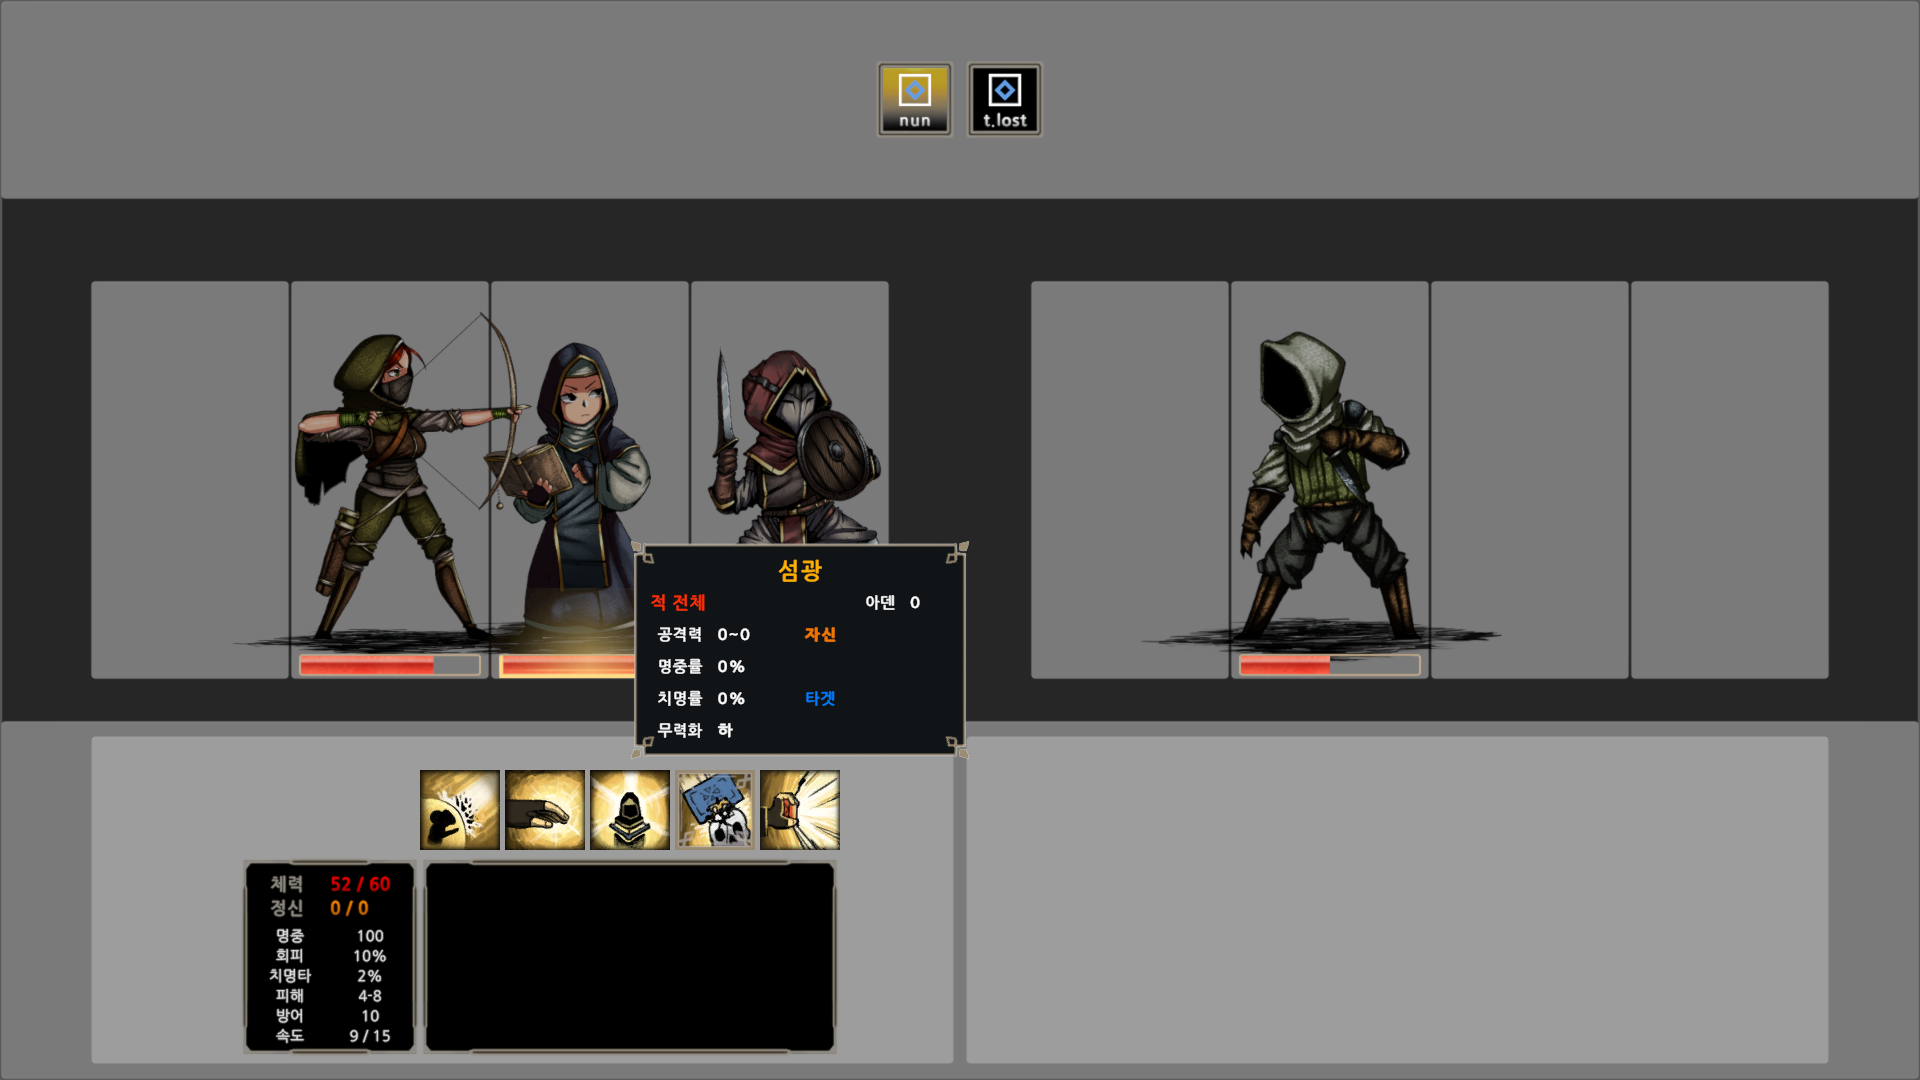 nun
t.lost
섬광
적 전체 아덴 0
공격력 0~0 자신
명중률 0%
치명률 0% 타겟
무력화 하
체력 52 / 60
정신 0 / 0
명중 100
회피 10%
치명타 2%
피해 4-8
방어 10
속도 9 / 15